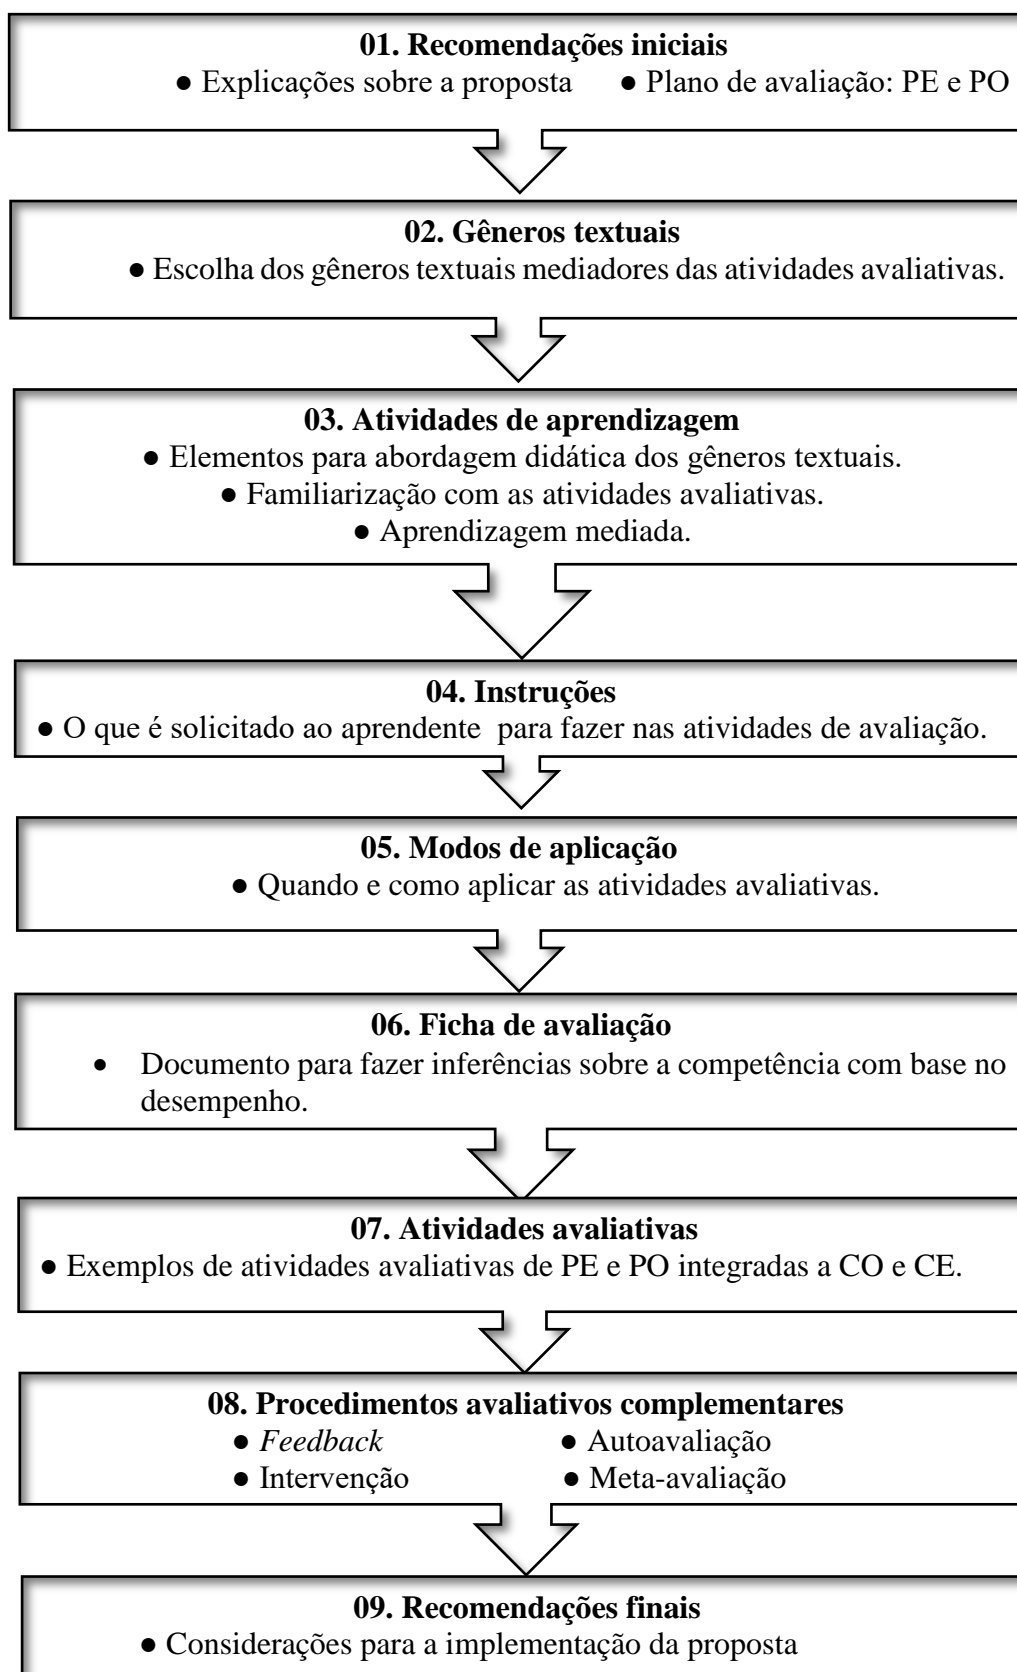 01. Recomendações iniciais
● Explicações sobre a proposta ● Plano de avaliação: PE e PO
02. Gêneros textuais
● Escolha dos gêneros textuais mediadores das atividades avaliativas.
03. Atividades de aprendizagem
● Elementos para abordagem didática dos gêneros textuais.
● Familiarização com as atividades avaliativas.
● Aprendizagem mediada.
04. Instruções
● O que é solicitado ao aprendente para fazer nas atividades de avaliação.
05. Modos de aplicação
● Quando e como aplicar as atividades avaliativas.
06. Ficha de avaliação
● Documento para fazer inferências sobre a competência com base no
desempenho.
07. Atividades avaliativas
● Exemplos de atividades avaliativas de PE e PO integradas a CO e CE.
08. Procedimentos avaliativos complementares
● Feedback ● Autoavaliação
● Intervenção ● Meta-avaliação
09. Recomendações finais
● Considerações para a implementação da proposta